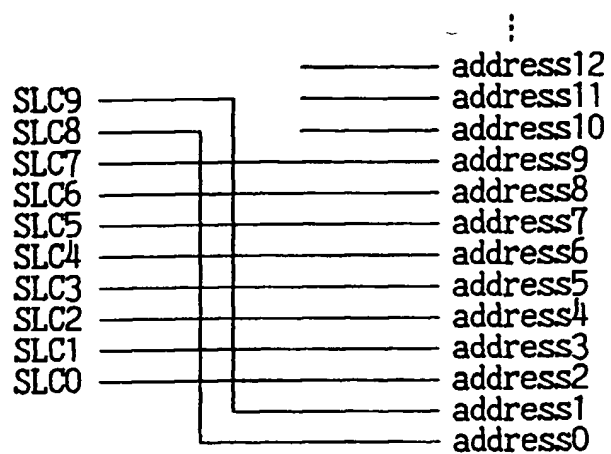 address12
SLC9 address11
SLC8 address10
SLC7 address9
SLC6 address8
SLC5 address7
SLC4 address6
SLC3 address5
SLC2 address4
SLC1 address3
SLC0 address2
address1
address0